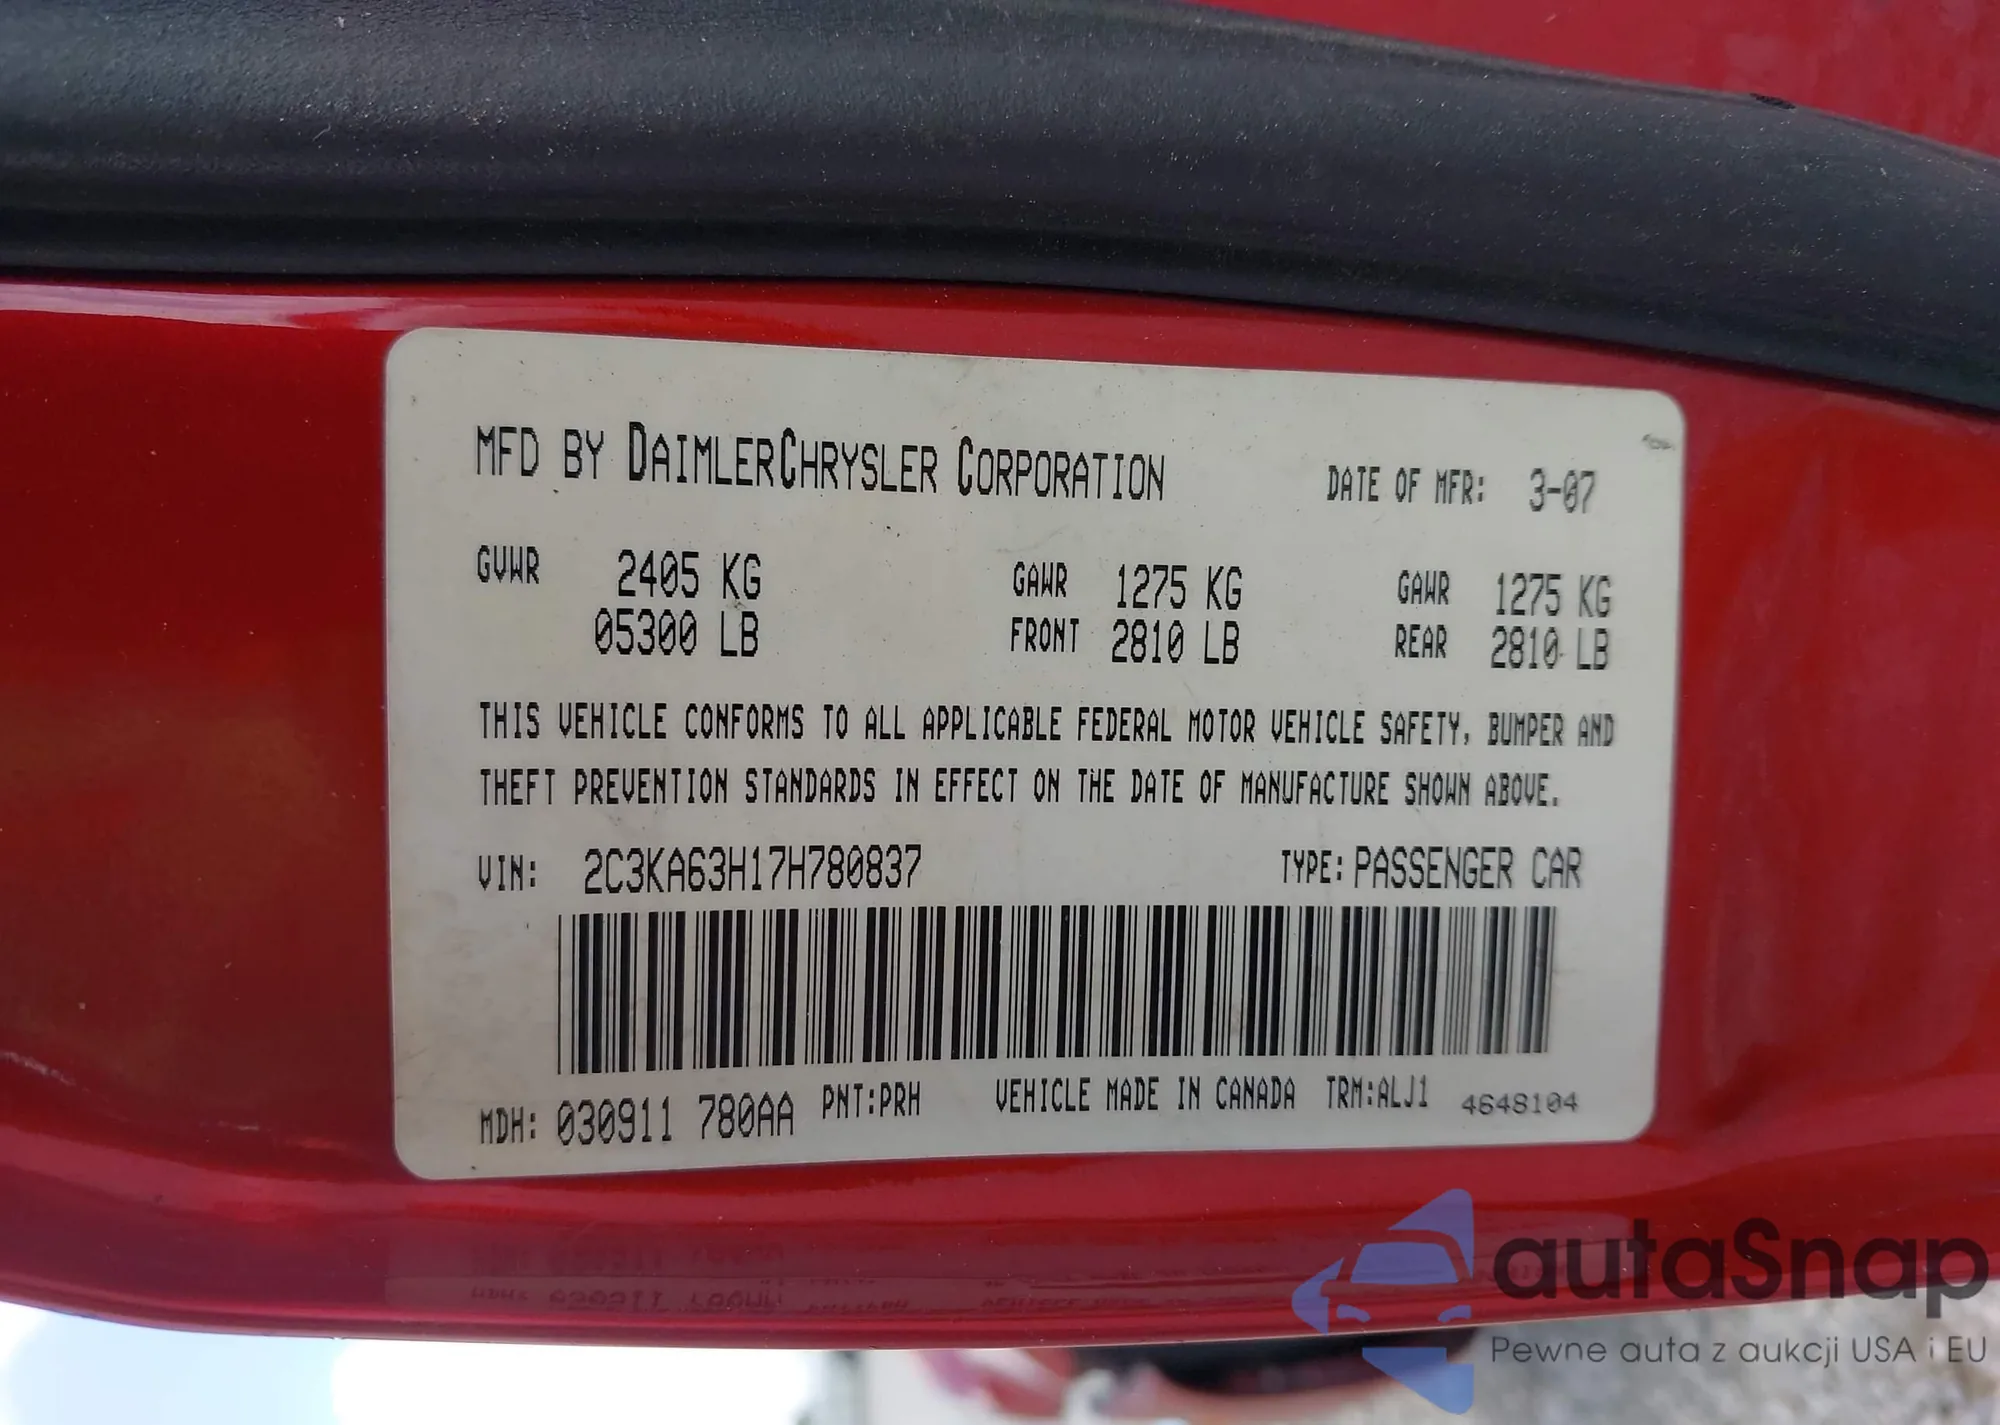 MFD BY DAIMLERCHRYSLER CORPORATION DATE OF MFR: 3-07
GVWR 2405 KG GAWR 1275 KG GAWR 1275 KG
05300 LB FRONT 2810 LB REAR 2810 LB
THIS VEHICLE CONFORMS TO ALL APPLICABLE FEDERAL MOTOR VEHICLE SAFETY, BUMPER AND
THEFT PREVENTION STANDARDS IN EFFECT ON THE DATE OF MANUFACTURE SHOWN ABOVE.
VIN: 2C3KA63H17H780837 TYPE: PASSENGER CAR
MDH: 030911 780AA PNT:PRH VEHICLE MADE IN CANADA TRM:ALJ1 4648104
autaSnap
Pewne auta z aukcji USA i EU